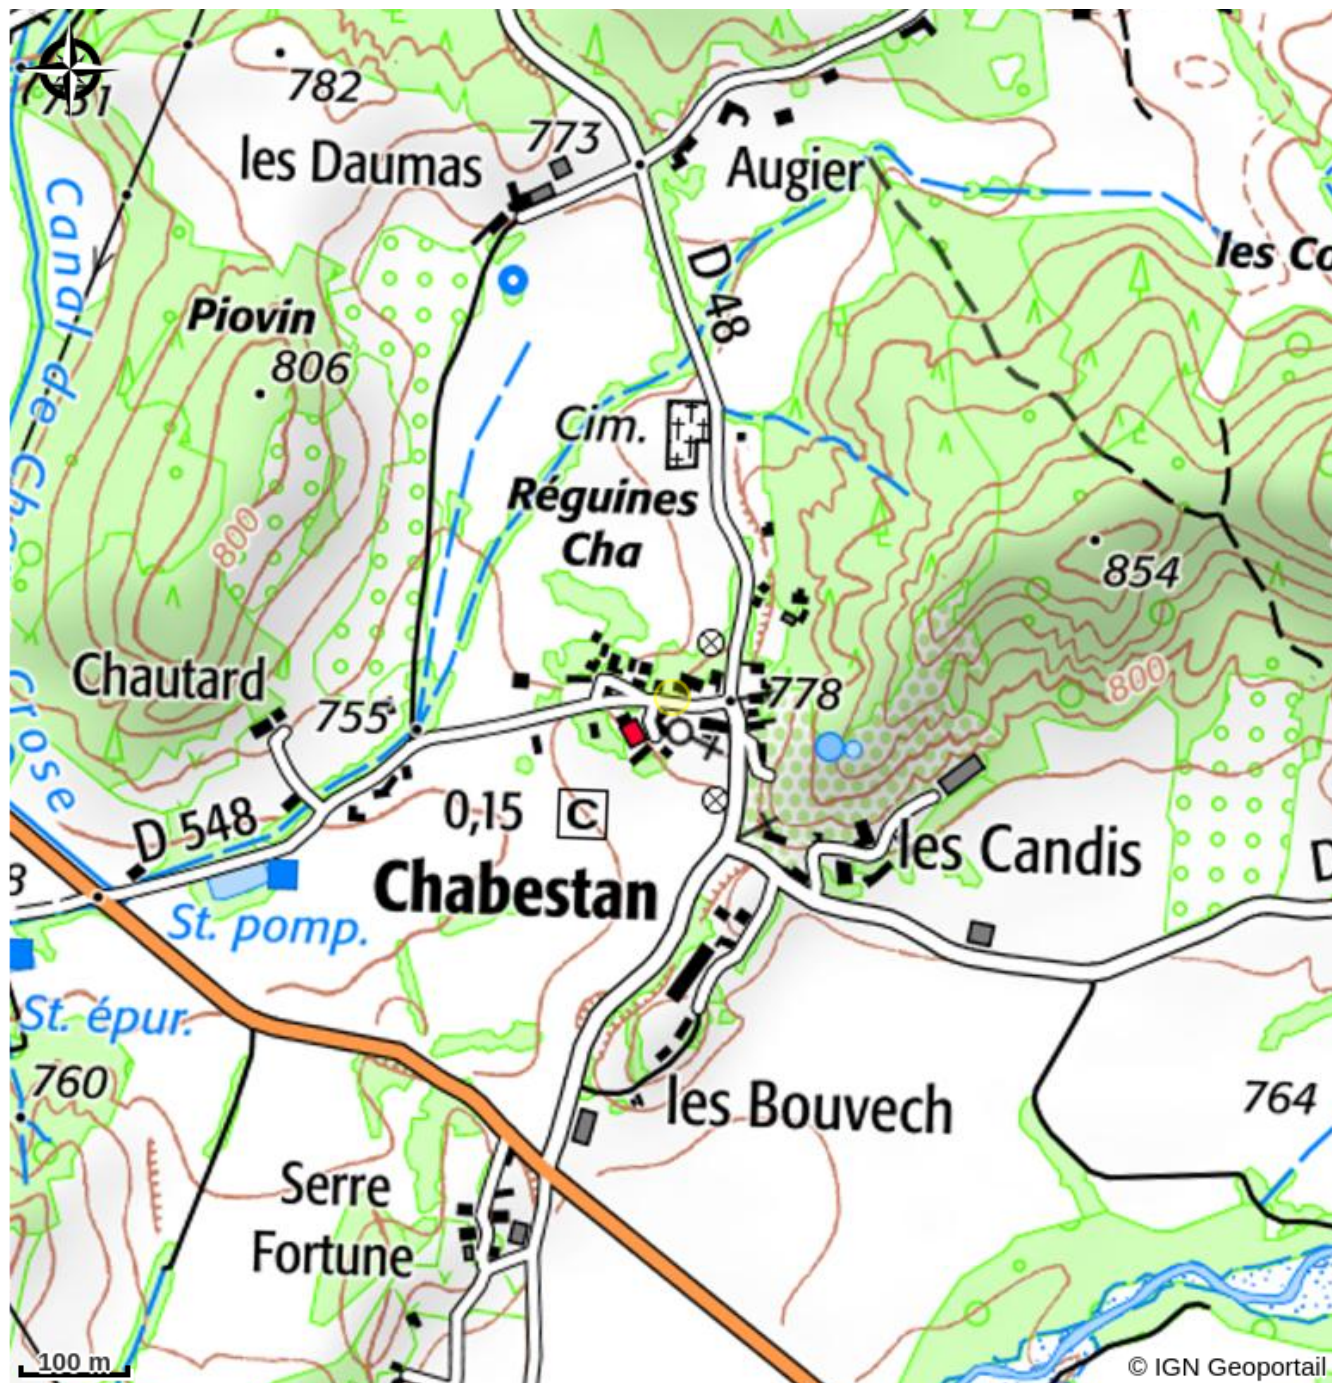 751
782
773
les Daumas
Augier
Canal de Cha
D 48
les Co
Piovin
806
Cim.
Réguines
Cha
800
854
Chautard
755
778
800
Crose
D 548
0,15
C
les Candis
D
8
Chabestan
St. pomp.
St. épur.
760
les Bouvech
764
Serre
Fortune
100 m
© IGN Geoportail